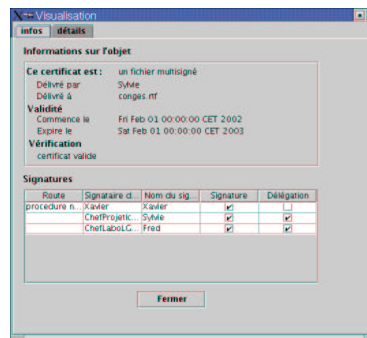 Visualisation
infos détails
Informations sur l'objet
Ce certificat est : un fichier multisigné
Délivré par Sylvie
Délivré à conges.rtf
Validité
Commence le Fri Feb 01 00:00:00 CET 2002
Expire le Sat Feb 01 00:00:00 CET 2003
Vérification
certificat valide
Signatures
Route Signataire d... Nom du sig... Signature Délégation
procedure n... Xavier Xavier
ChefProjetIc... Sylvie
ChefLaboLG... Fred
Fermer